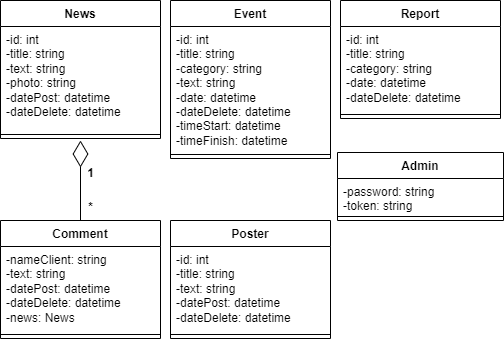 News
-id: int
-title: string
-text: string
-photo: string
-datePost: datetime
-dateDelete: datetime
Event
-id: int
-title: string
-category: string
-text: string
-date: datetime
-dateDelete: datetime
-timeStart: datetime
-timeFinish: datetime
Report
-id: int
-title: string
-category: string
-date: datetime
-dateDelete: datetime
Admin
-password: string
-token: string
1
*
Comment
-nameClient: string
-text: string
-datePost: datetime
-dateDelete: datetime
-news: News
Poster
-id: int
-title: string
-text: string
-datePost: datetime
-dateDelete: datetime